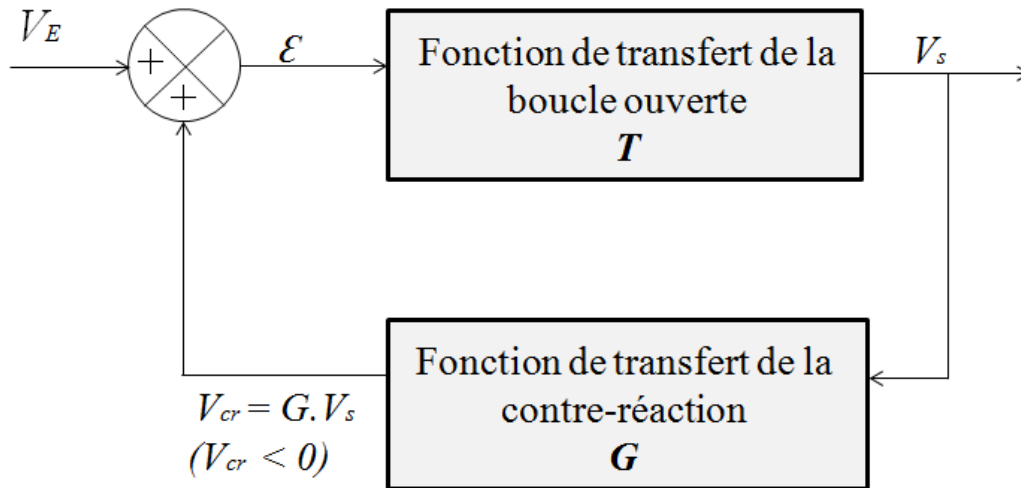 V_E
+
+
ε
Fonction de transfert de la
boucle ouverte
T
V_s
V_cr = G.V_s
(V_cr < 0)
Fonction de transfert de la
contre-réaction
G